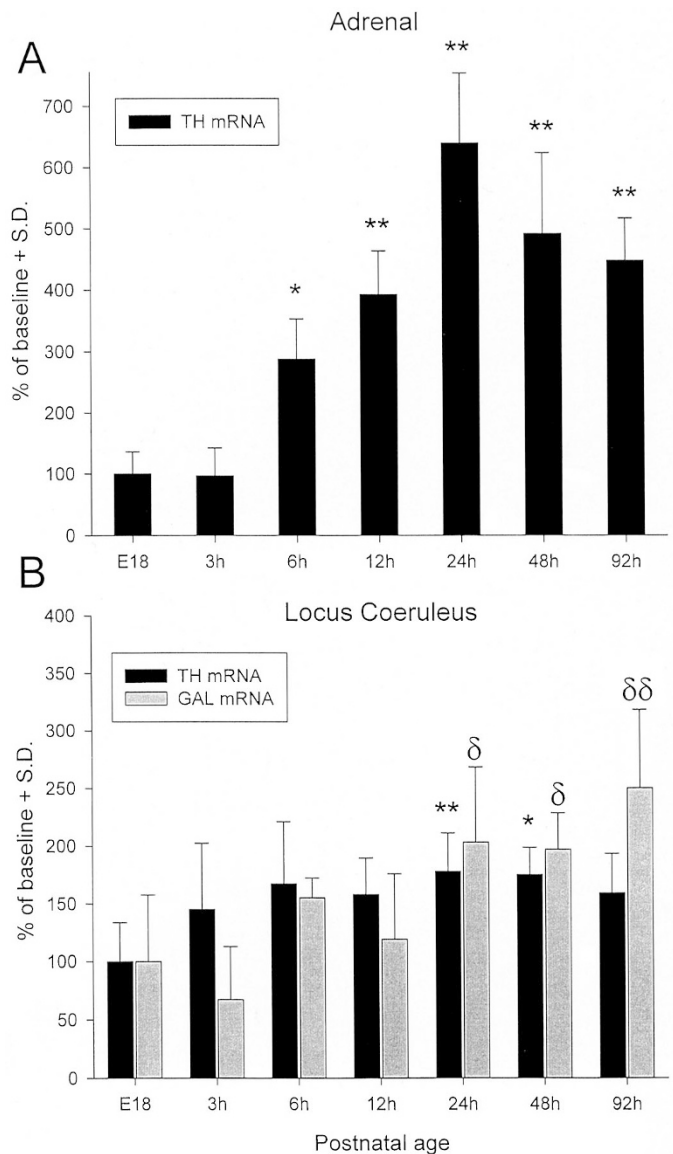 Adrenal
A
TH mRNA
% of baseline + S.D.
700
600
500
400
300
200
100
0
*
**
**
**
**
E18 3h 6h 12h 24h 48h 92h
B
Locus Coeruleus
TH mRNA
GAL mRNA
% of baseline + S.D.
400
350
300
250
200
150
100
50
0
**
δ
*
δ
δδ
E18 3h 6h 12h 24h 48h 92h
Postnatal age